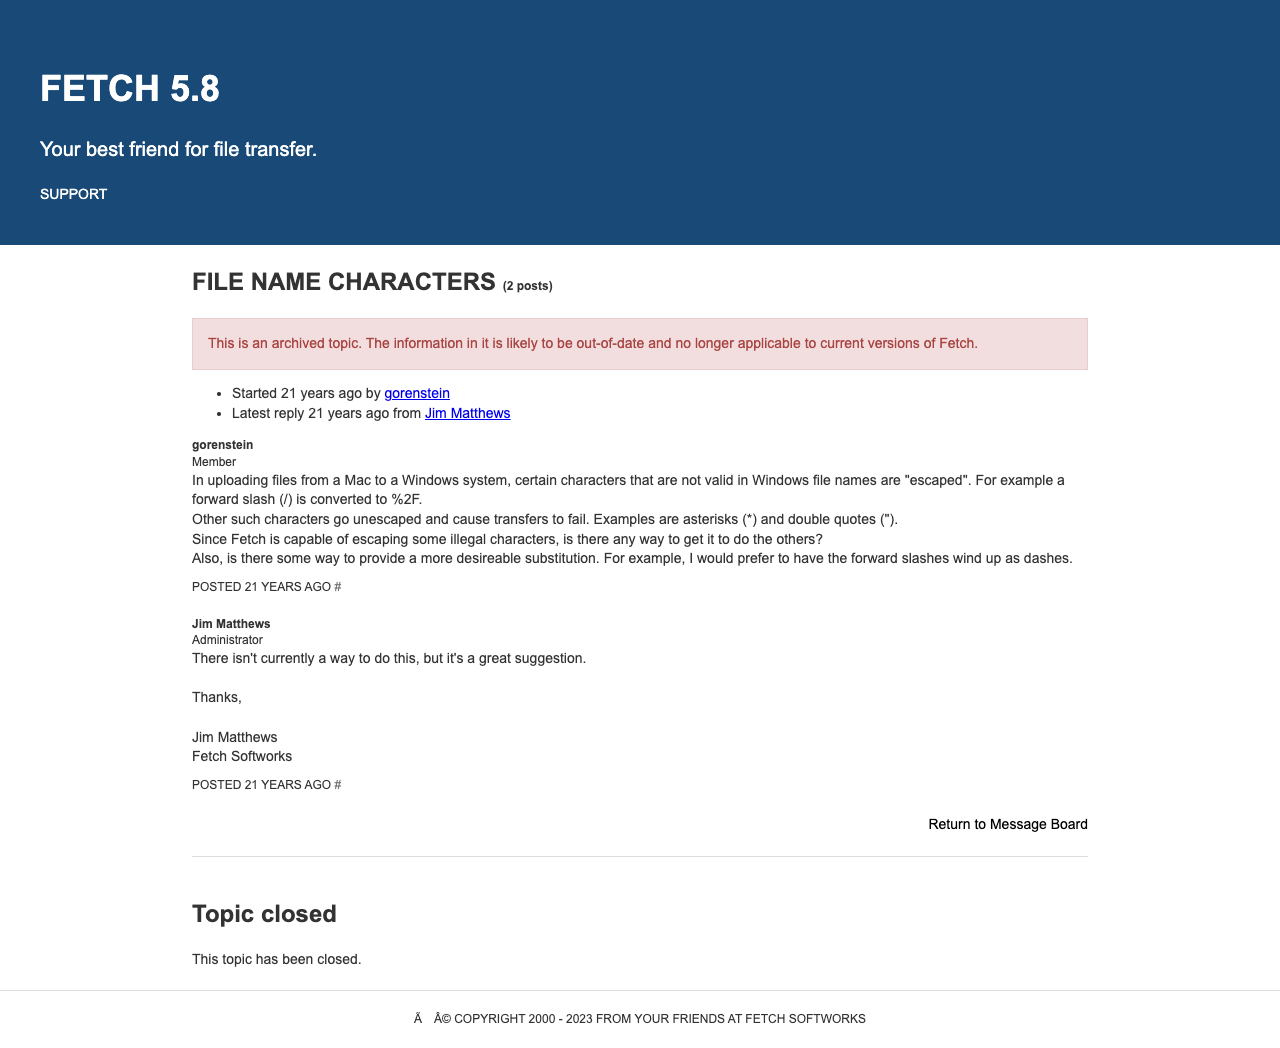 FETCH 5.8
Your best friend for file transfer.
SUPPORT
FILE NAME CHARACTERS (2 posts)
This is an archived topic. The information in it is likely to be out-of-date and no longer applicable to current versions of Fetch.
• Started 21 years ago by gorenstein
• Latest reply 21 years ago from Jim Matthews
gorenstein
Member
In uploading files from a Mac to a Windows system, certain characters that are not valid in Windows file names are "escaped". For example a
forward slash (/) is converted to %2F.
Other such characters go unescaped and cause transfers to fail. Examples are asterisks (*) and double quotes (").
Since Fetch is capable of escaping some illegal characters, is there any way to get it to do the others?
Also, is there some way to provide a more desireable substitution. For example, I would prefer to have the forward slashes wind up as dashes.
POSTED 21 YEARS AGO #
Jim Matthews
Administrator
There isn't currently a way to do this, but it's a great suggestion.
Thanks,
Jim Matthews
Fetch Softworks
POSTED 21 YEARS AGO #
Return to Message Board
Topic closed
This topic has been closed.
Ã Â© COPYRIGHT 2000 - 2023 FROM YOUR FRIENDS AT FETCH SOFTWORKS